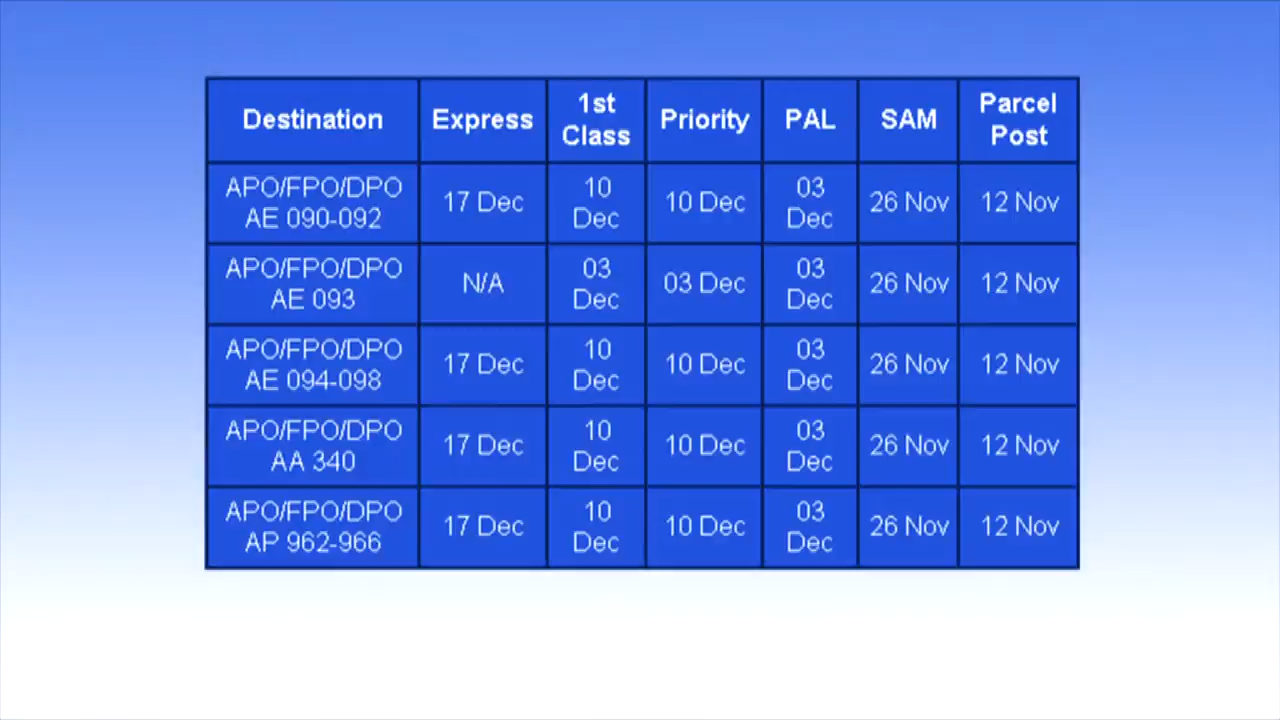 Destination Express 1st Class Priority PAL SAM Parcel Post
APO/FPO/DPO AE 090-092 17 Dec 10 Dec 10 Dec 03 Dec 26 Nov 12 Nov
APO/FPO/DPO AE 093 N/A 03 Dec 03 Dec 03 Dec 26 Nov 12 Nov
APO/FPO/DPO AE 094-098 17 Dec 10 Dec 10 Dec 03 Dec 26 Nov 12 Nov
APO/FPO/DPO AA 340 17 Dec 10 Dec 10 Dec 03 Dec 26 Nov 12 Nov
APO/FPO/DPO AP 962-966 17 Dec 10 Dec 10 Dec 03 Dec 26 Nov 12 Nov